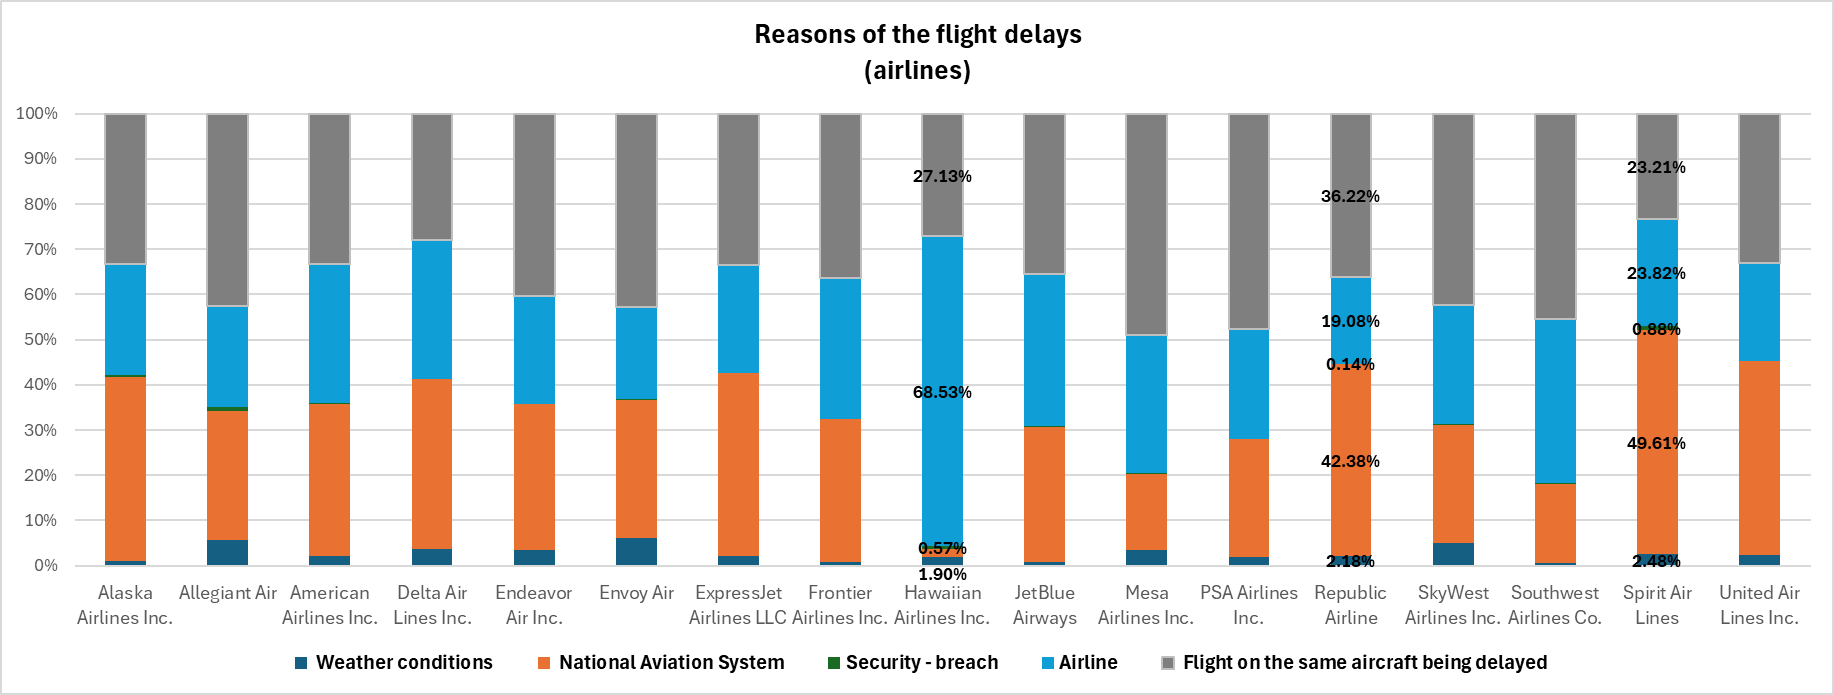 Reasons of the flight delays
(airlines)
100%
90%
80%
70%
60%
50%
40%
30%
20%
10%
0%
27.13%
68.53%
0.57%
1.90%
36.22%
19.08%
0.14%
42.38%
2.18%
23.21%
23.82%
0.88%
49.61%
2.48%
Alaska
Airlines Inc.
Allegiant Air
American
Airlines Inc.
Delta Air
Lines Inc.
Endeavor
Air Inc.
Envoy Air
ExpressJet
Airlines LLC
Frontier
Airlines Inc.
Hawaiian
Airlines Inc.
JetBlue
Airways
Mesa
Airlines Inc.
PSA Airlines
Inc.
Republic
Airline
SkyWest
Airlines Inc.
Southwest
Airlines Co.
Spirit Air
Lines
United Air
Lines Inc.
Weather conditions
National Aviation System
Security - breach
Airline
Flight on the same aircraft being delayed